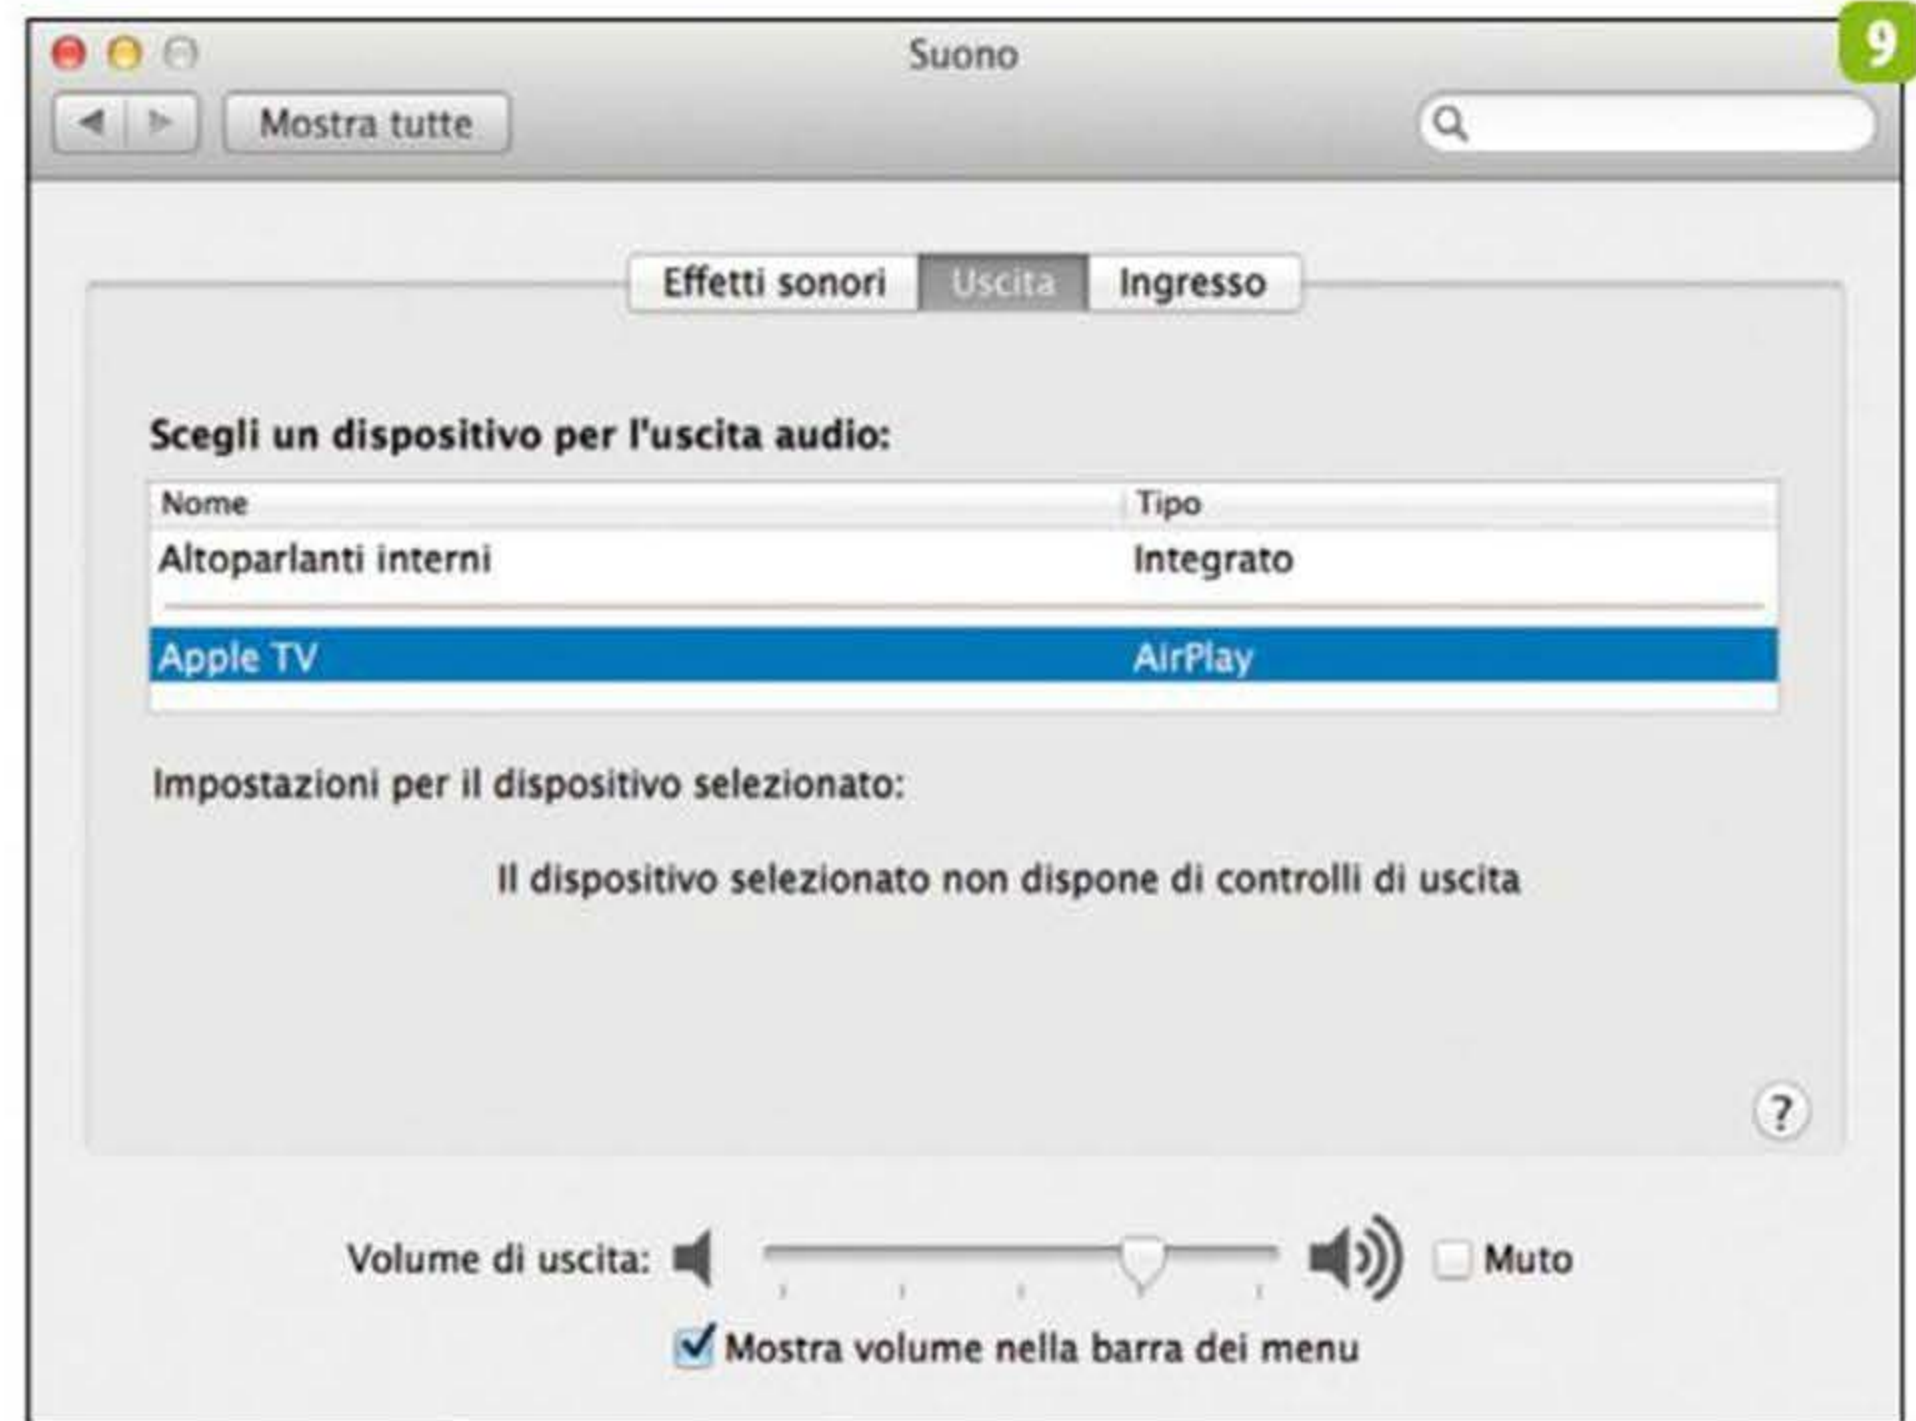 Suono
9
Mostra tutte
Effetti sonori Uscita Ingresso
Scegli un dispositivo per l'uscita audio:
Nome Tipo
Altoparlanti interni Integrato
Apple TV AirPlay
Impostazioni per il dispositivo selezionato:
Il dispositivo selezionato non dispone di controlli di uscita
?
Volume di uscita: Muto
Mostra volume nella barra dei menu